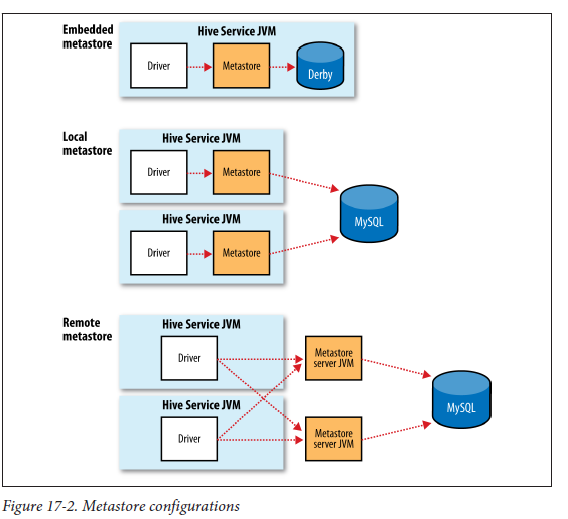 Embedded
metastore
Hive Service JVM
Driver
Metastore
Derby
Local
metastore
Hive Service JVM
Driver
Metastore
Hive Service JVM
Driver
Metastore
MySQL
Remote
metastore
Hive Service JVM
Driver
Metastore
server JVM
Hive Service JVM
Driver
Metastore
server JVM
MySQL
Figure 17-2. Metastore configurations